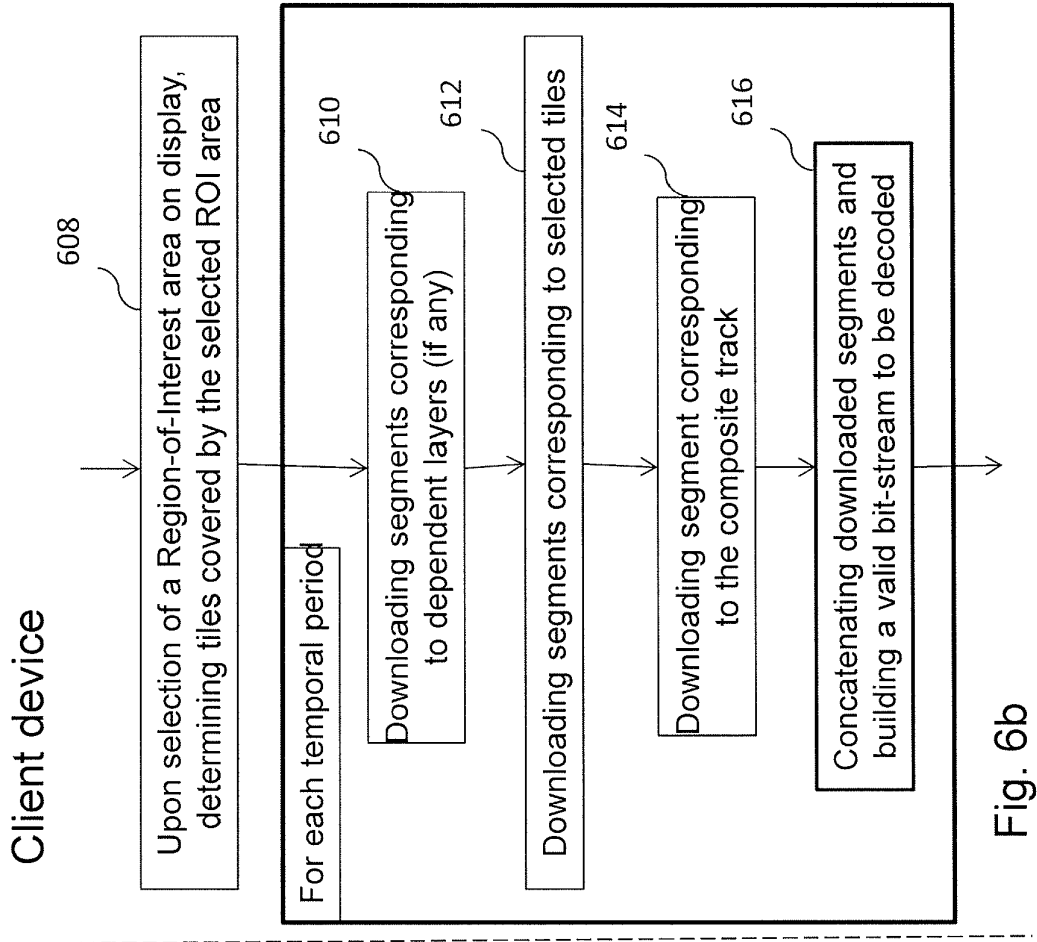 Client device
608
Upon selection of a Region-of-Interest area on display,
determining tiles covered by the selected ROI area
For each temporal period
610
Downloading segments corresponding
to dependent layers (if any)
612
Downloading segments corresponding to selected tiles
614
Downloading segment corresponding
to the composite track
616
Concatenating downloaded segments and
building a valid bit-stream to be decoded
Fig. 6b